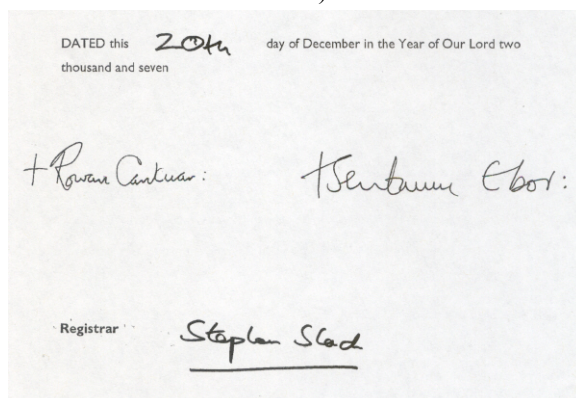 DATED this 20th day of December in the Year of Our Lord two
thousand and seven
+ Rowan Cantuar: +Sentamu Ebor:
Registrar Stephen Slack